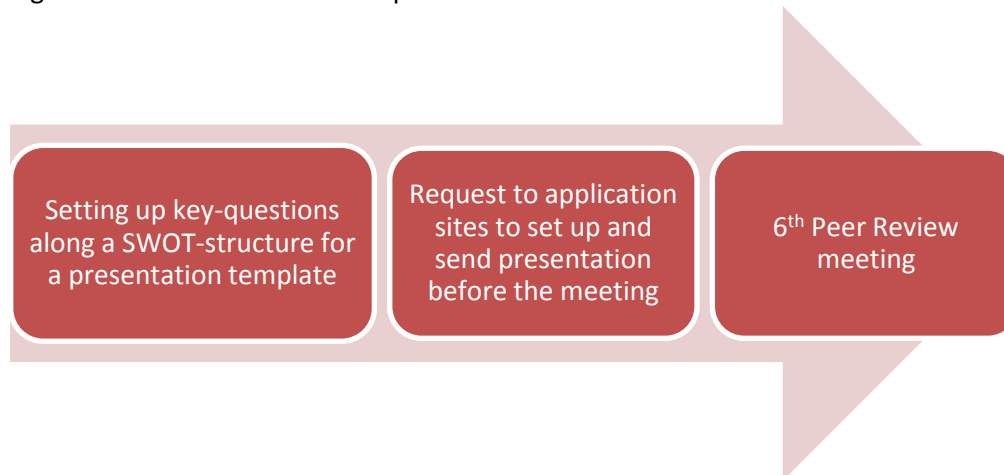 Setting up key-questions
along a SWOT-structure for
a presentation template
Request to application
sites to set up and
send presentation
before the meeting
6th Peer Review
meeting